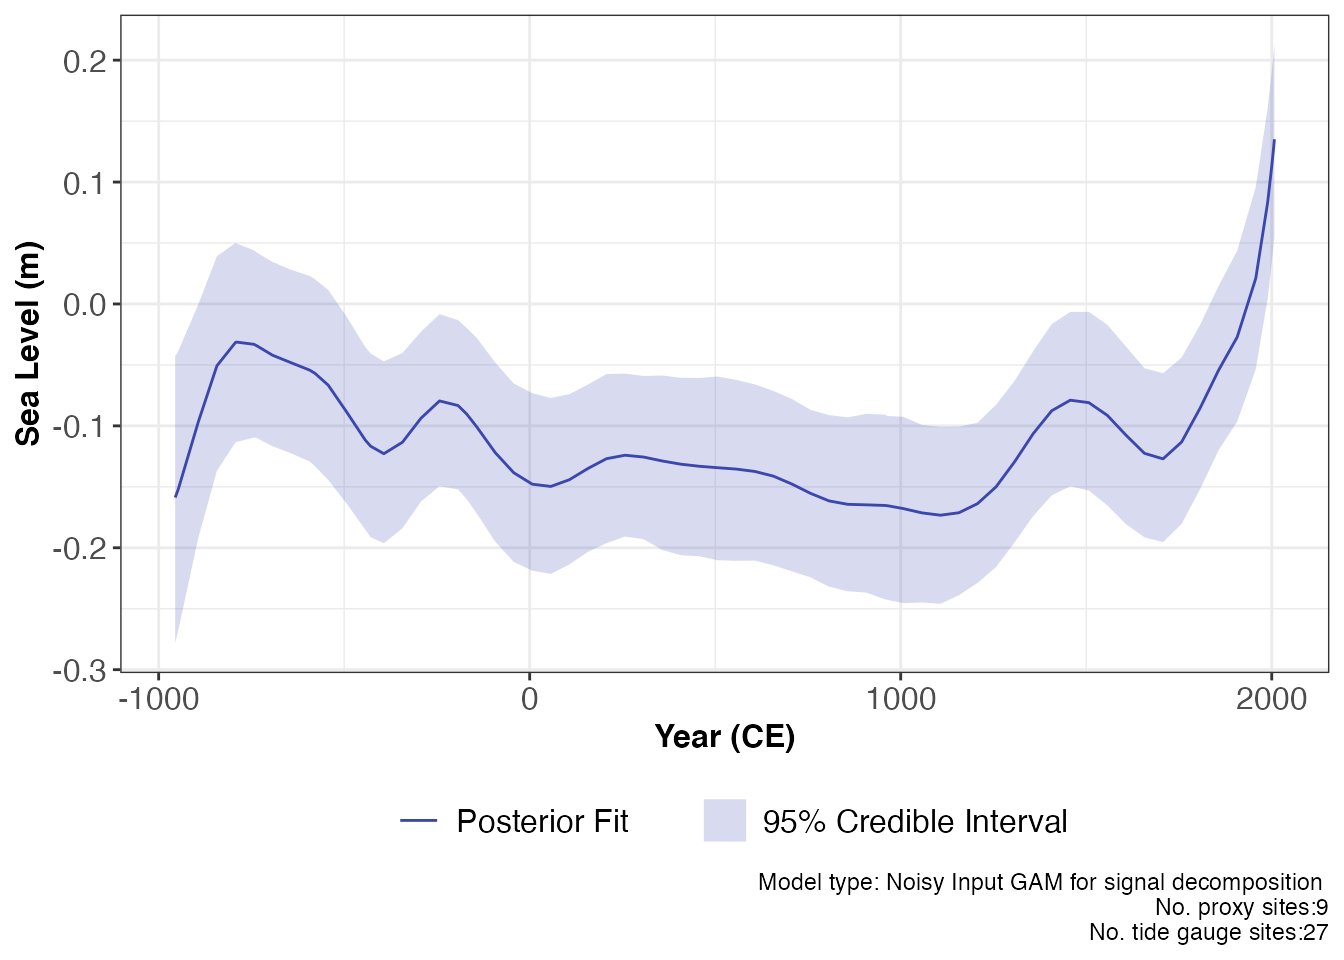 0.2
0.1
0.0
-0.1
-0.2
-0.3
Sea Level (m)
-1000 0 1000 2000
Year (CE)
Posterior Fit 95% Credible Interval
Model type: Noisy Input GAM for signal decomposition
No. proxy sites:9
No. tide gauge sites:27